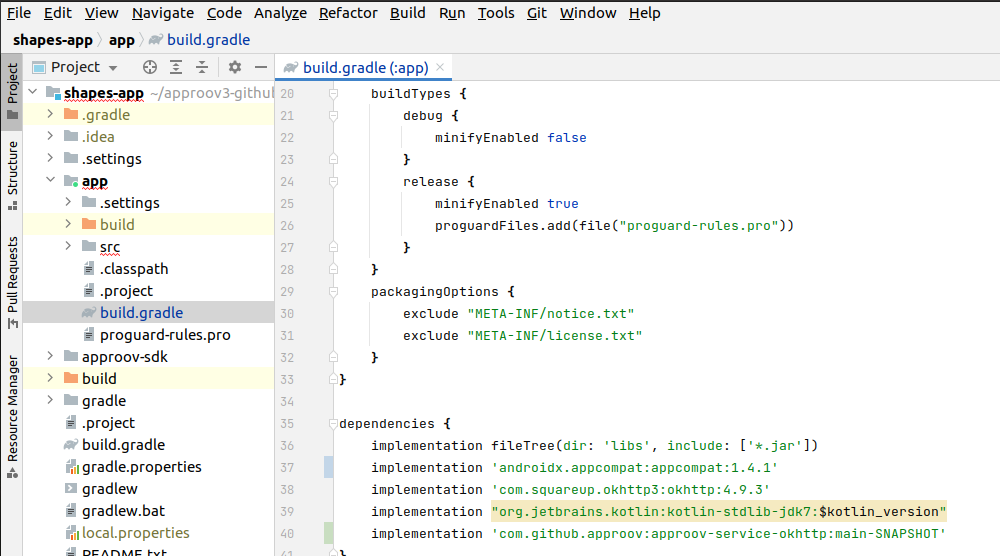 File Edit View Navigate Code Analyze Refactor Build Run Tools Git Window Help
shapes-app app build.gradle
Project
build.gradle (:app)
Project
Structure
Pull Requests
Resource Manager
shapes-app ~/approov3-github
.gradle
.idea
.settings
app
.settings
build
src
.classpath
.project
build.gradle
proguard-rules.pro
approov-sdk
build
gradle
.project
build.gradle
gradle.properties
gradlew
gradlew.bat
local.properties
README.txt
20 buildTypes {
21 debug {
22 minifyEnabled false
23 }
24 release {
25 minifyEnabled true
26 proguardFiles.add(file("proguard-rules.pro"))
27 }
28 }
29 packagingOptions {
30 exclude "META-INF/notice.txt"
31 exclude "META-INF/license.txt"
32 }
33 }
34
35 dependencies {
36 implementation fileTree(dir: 'libs', include: ['*.jar'])
37 implementation 'androidx.appcompat:appcompat:1.4.1'
38 implementation 'com.squareup.okhttp3:okhttp:4.9.3'
39 implementation "org.jetbrains.kotlin:kotlin-stdlib-jdk7:$kotlin_version"
40 implementation 'com.github.approov:approov-service-okhttp:main-SNAPSHOT'
41 }